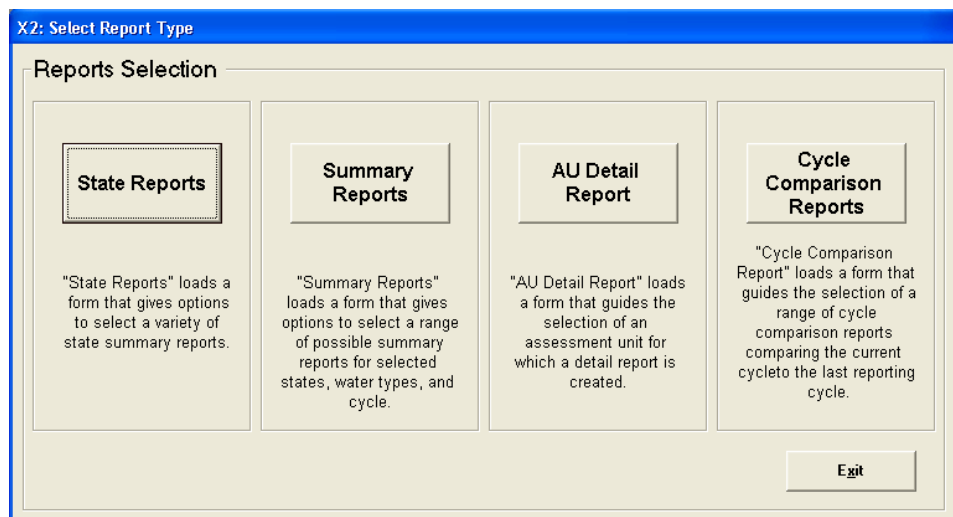 X2: Select Report Type
Reports Selection
State Reports
"State Reports" loads a
form that gives options
to select a variety of
state summary reports.
Summary
Reports
"Summary Reports"
loads a form that gives
options to select a range
of possible summary
reports for selected
states, water types, and
cycle.
AU Detail
Report
"AU Detail Report" loads
a form that guides the
selection of an
assessment unit for
which a detail report is
created.
Cycle
Comparison
Reports
"Cycle Comparison
Report" loads a form that
guides the selection of a
range of cycle
comparison reports
comparing the current
cycleto the last reporting
cycle.
Exit